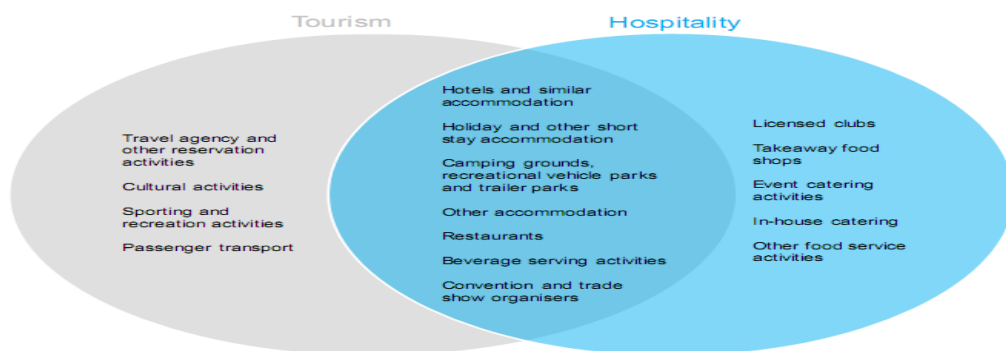 Tourism
Hospitality
Travel agency and
other reservation
activities
Cultural activities
Sporting and
recreation activities
Passenger transport
Hotels and similar
accommodation
Holiday and other short
stay accommodation
Camping grounds,
recreational vehicle parks
and trailer parks
Other accommodation
Restaurants
Beverage serving activities
Convention and trade
show organisers
Licensed clubs
Takeaway food
shops
Event catering
activities
In-house catering
Other food service
activities